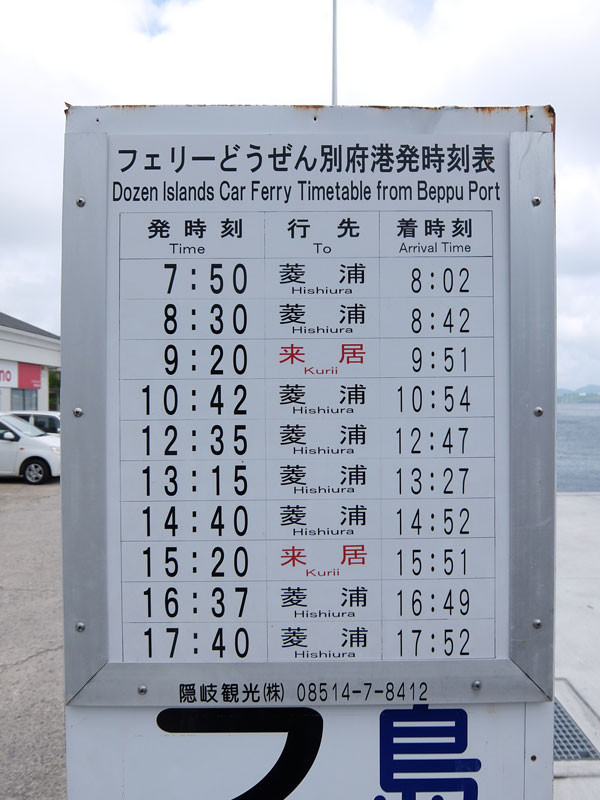 フェリーどうぜん別府港発時刻表
Dozen Islands Car Ferry Timetable from Beppu Port
発時刻 行先 着時刻
Time To Arrival Time
7:50 菱浦 8:02
Hishiura
8:30 菱浦 8:42
Hishiura
9:20 来居 9:51
Kurii
10:42 菱浦 10:54
Hishiura
12:35 菱浦 12:47
Hishiura
13:15 菱浦 13:27
Hishiura
14:40 菱浦 14:52
Hishiura
15:20 来居 15:51
Kurii
16:37 菱浦 16:49
Hishiura
17:40 菱浦 17:52
Hishiura
隠岐観光(株) 08514-7-8412